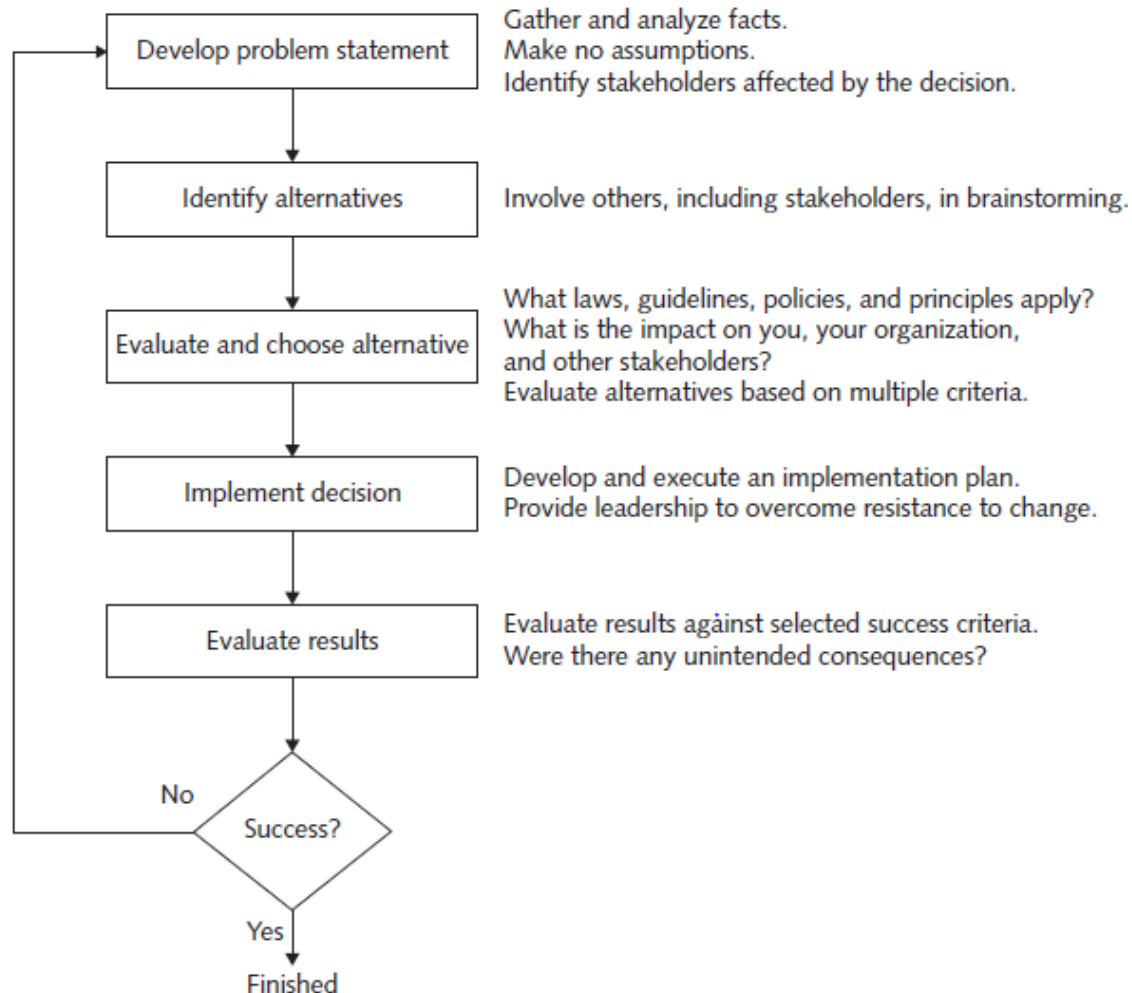 Develop problem statement
Gather and analyze facts.
Make no assumptions.
Identify stakeholders affected by the decision.
Identify alternatives
Involve others, including stakeholders, in brainstorming.
Evaluate and choose alternative
What laws, guidelines, policies, and principles apply?
What is the impact on you, your organization,
and other stakeholders?
Evaluate alternatives based on multiple criteria.
Implement decision
Develop and execute an implementation plan.
Provide leadership to overcome resistance to change.
Evaluate results
Evaluate results against selected success criteria.
Were there any unintended consequences?
No
Success?
Yes
Finished